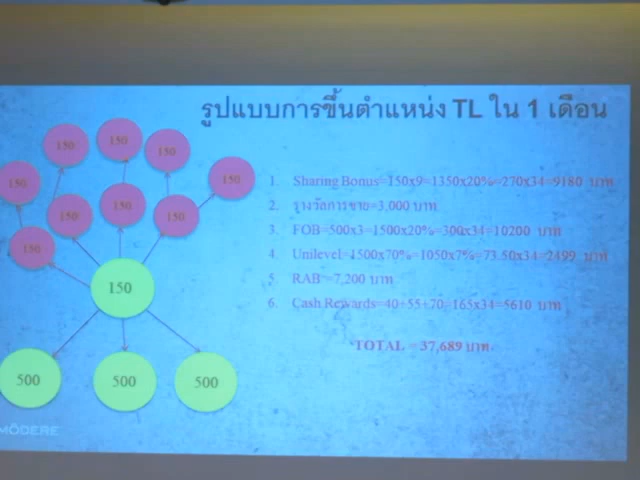 รูปแบบการขึ้นตำแหน่ง TL ใน 1 เดือน
150
150
150
150
150
150
150
150
150
150
500
500
500
1. Sharing Bonus=150x9=1350x20%=270x34=9180 บาท
2. รางวัลการขาย=3,000 บาท
3. FOB=500x3=1500x20%=300x34=10200 บาท
4. Unilevel=1500x70%=1050x7%=73.50x34=2499 บาท
5. RAB =7,200 บาท
6. Cash Rewards=40+55+70=165x34=5610 บาท
TOTAL = 37,689 บาท
MODERE